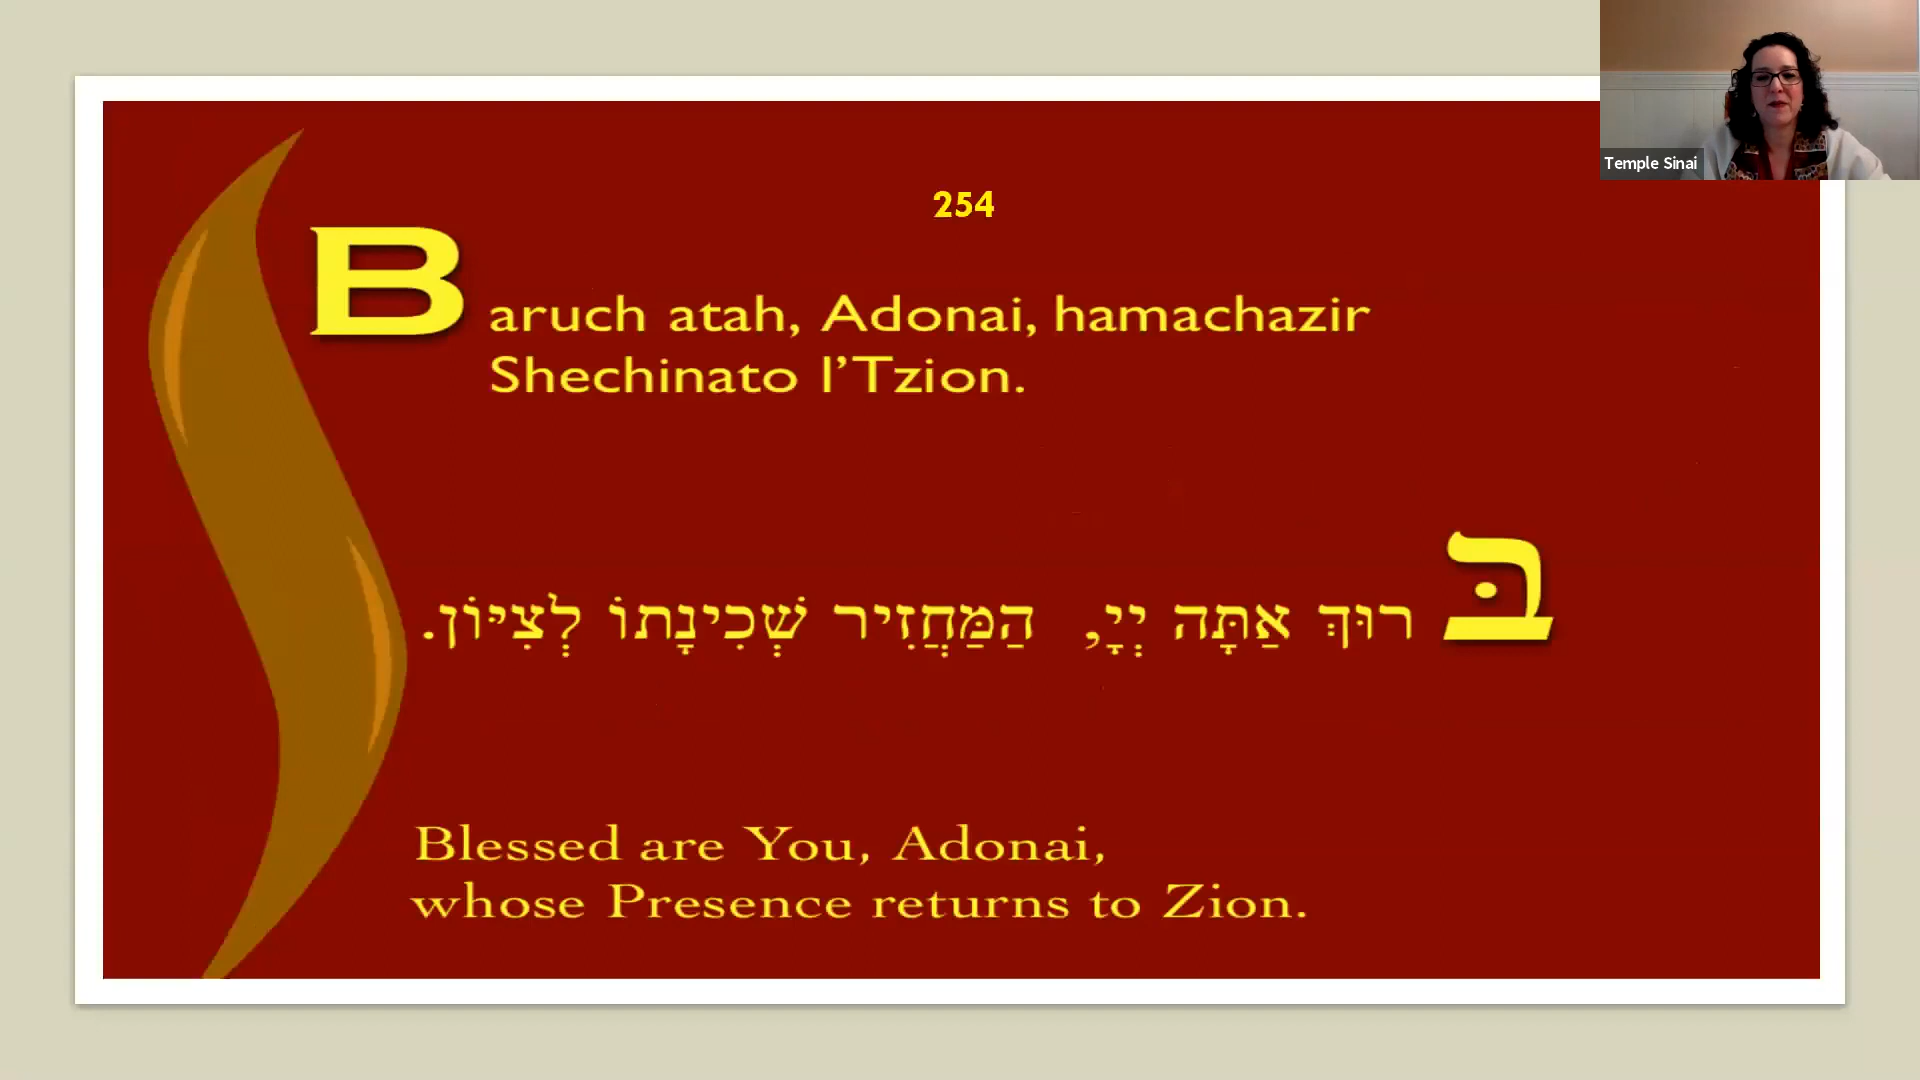 254
Baruch atah, Adonai, hamachazir
Shechinato l’Tzion.
בָּרוּךְ אַתָּה יְיָ, הַמַּחֲזִיר שְׁכִינָתוֹ לְצִיּוֹן.
Blessed are You, Adonai,
whose Presence returns to Zion.
Temple Sinai